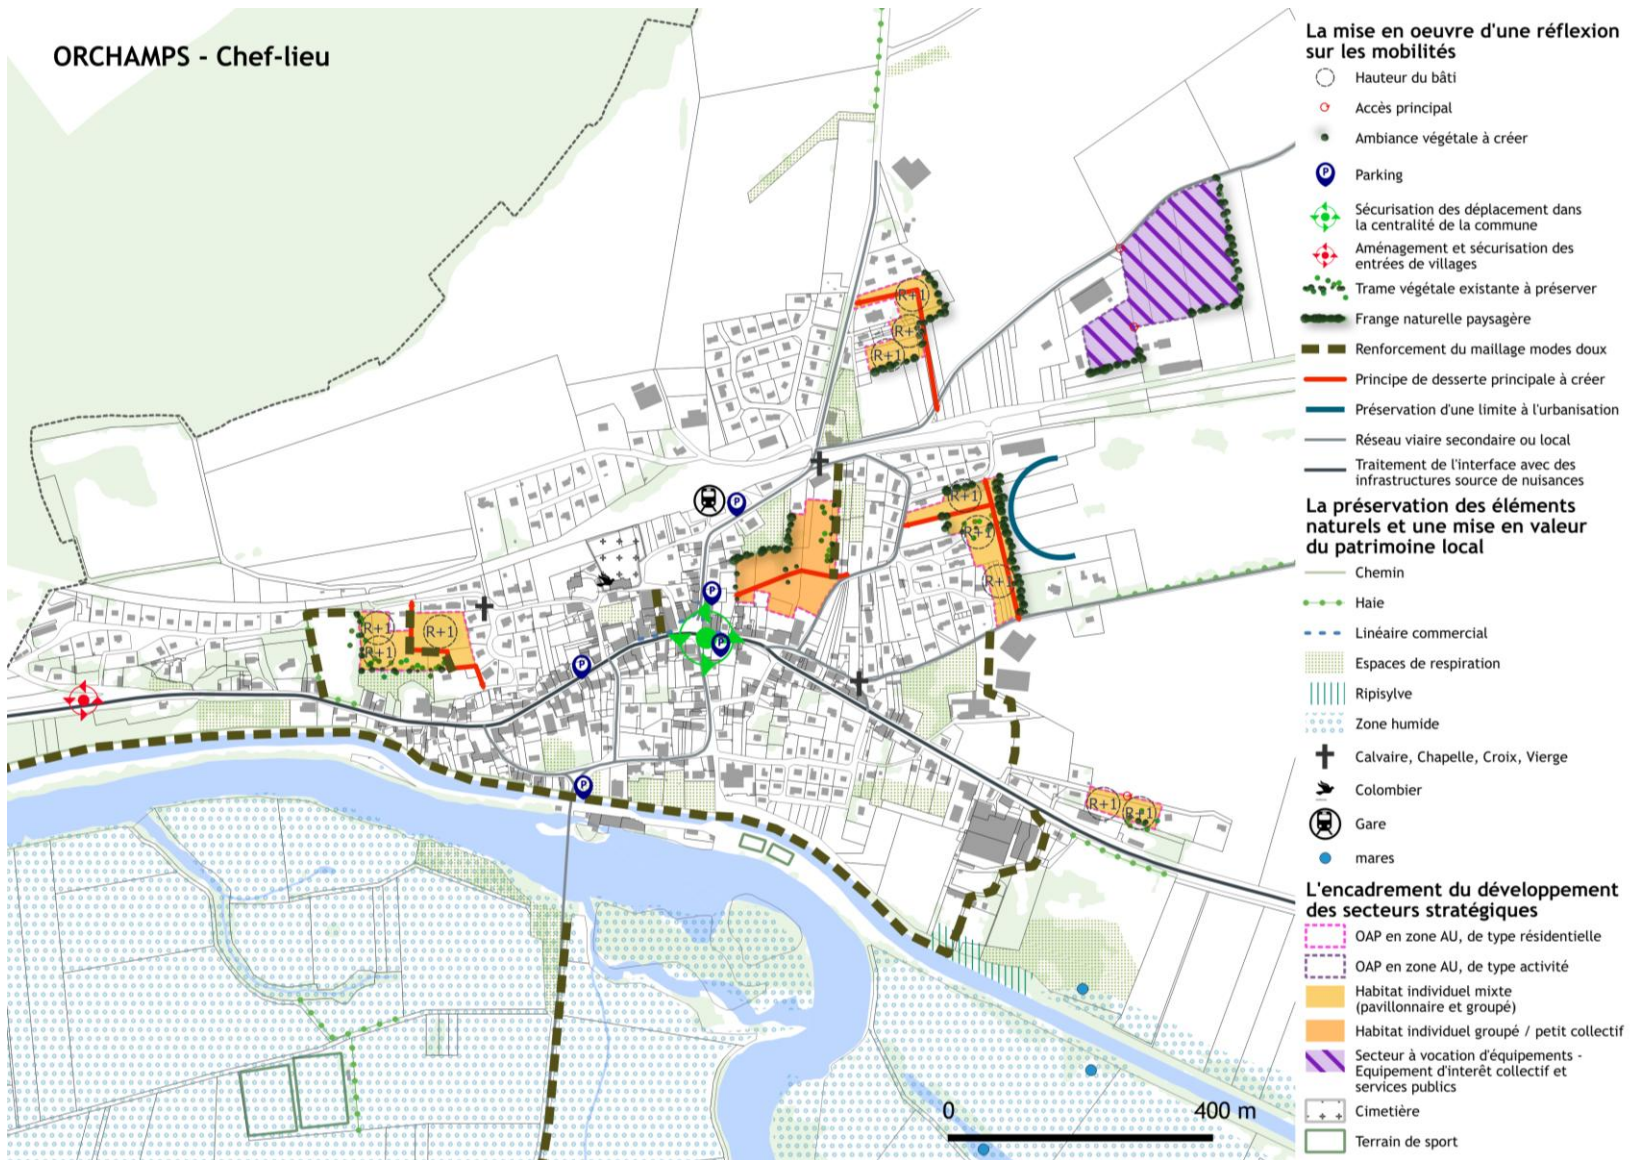 ORCHAMPS - Chef-lieu
R+1
R+
R+1
R+1
R+1
R+1
R+1
R+1
R+1
R+1
R+1
0
400 m
La mise en oeuvre d'une réflexion
sur les mobilités
Hauteur du bâti
Accès principal
Ambiance végétale à créer
P
Parking
Sécurisation des déplacement dans
la centralité de la commune
Aménagement et sécurisation des
entrées de villages
Trame végétale existante à préserver
Frange naturelle paysagère
Renforcement du maillage modes doux
Principe de desserte principale à créer
Préservation d'une limite à l'urbanisation
Réseau viaire secondaire ou local
Traitement de l'interface avec des
infrastructures source de nuisances
La préservation des éléments
naturels et une mise en valeur
du patrimoine local
Chemin
Haie
Linéaire commercial
Espaces de respiration
Ripisylve
Zone humide
Calvaire, Chapelle, Croix, Vierge
Colombier
Gare
mares
L'encadrement du développement
des secteurs stratégiques
OAP en zone AU, de type résidentielle
OAP en zone AU, de type activité
Habitat individuel mixte
(pavillonnaire et groupé)
Habitat individuel groupé / petit collectif
Secteur à vocation d'équipements -
Equipement d'interêt collectif et
services publics
Cimetière
Terrain de sport